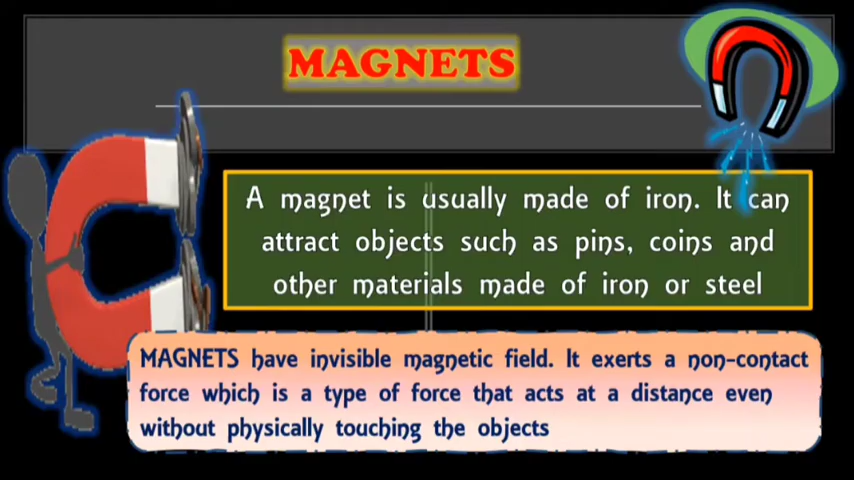 MAGNETS
A magnet is usually made of iron. It can
attract objects such as pins, coins and
other materials made of iron or steel
MAGNETS have invisible magnetic field. It exerts a non-contact
force which is a type of force that acts at a distance even
without physically touching the objects